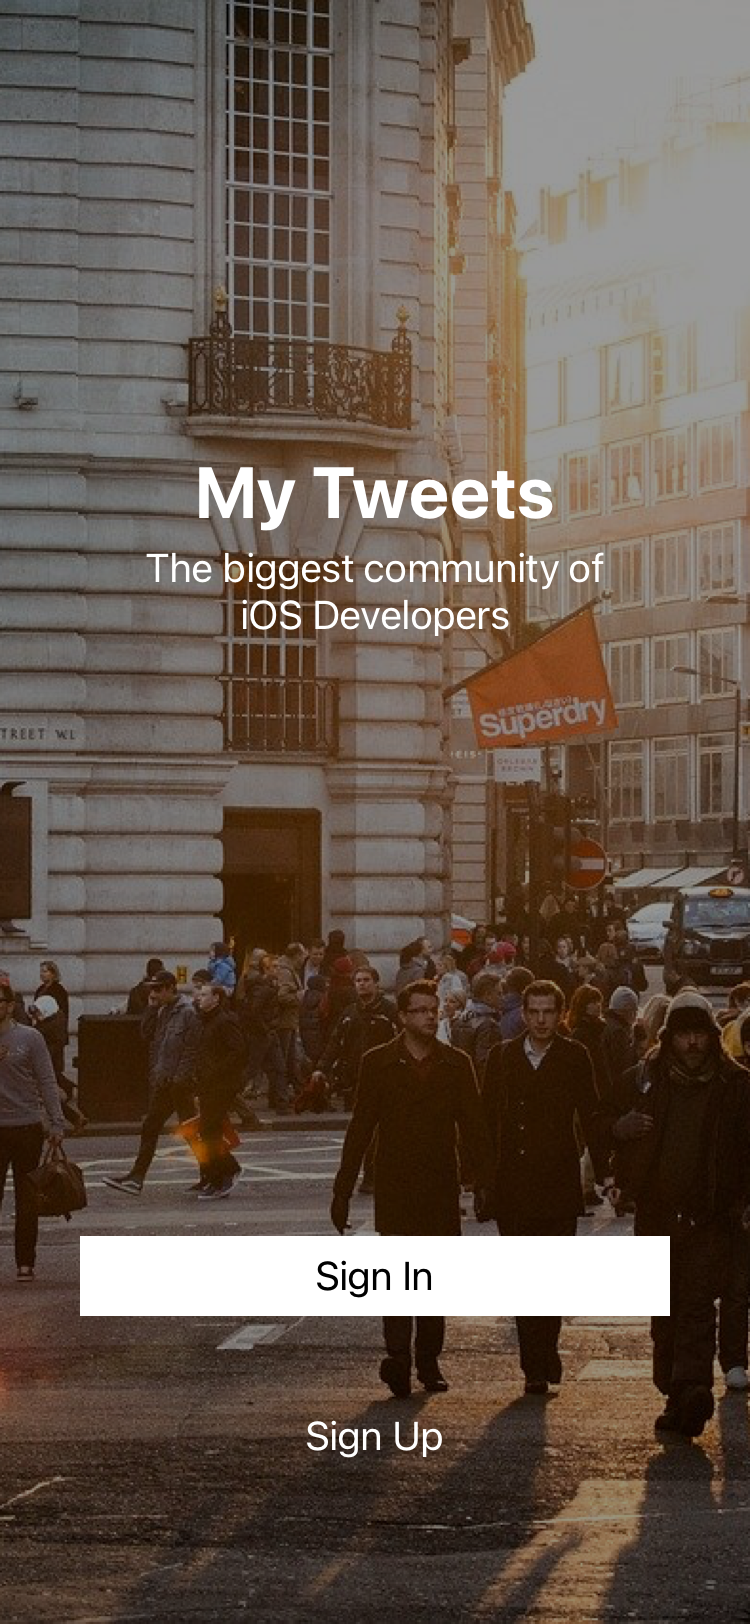 My Tweets
The biggest community of
iOS Developers
Superdry
TREET W1
Sign In
Sign Up